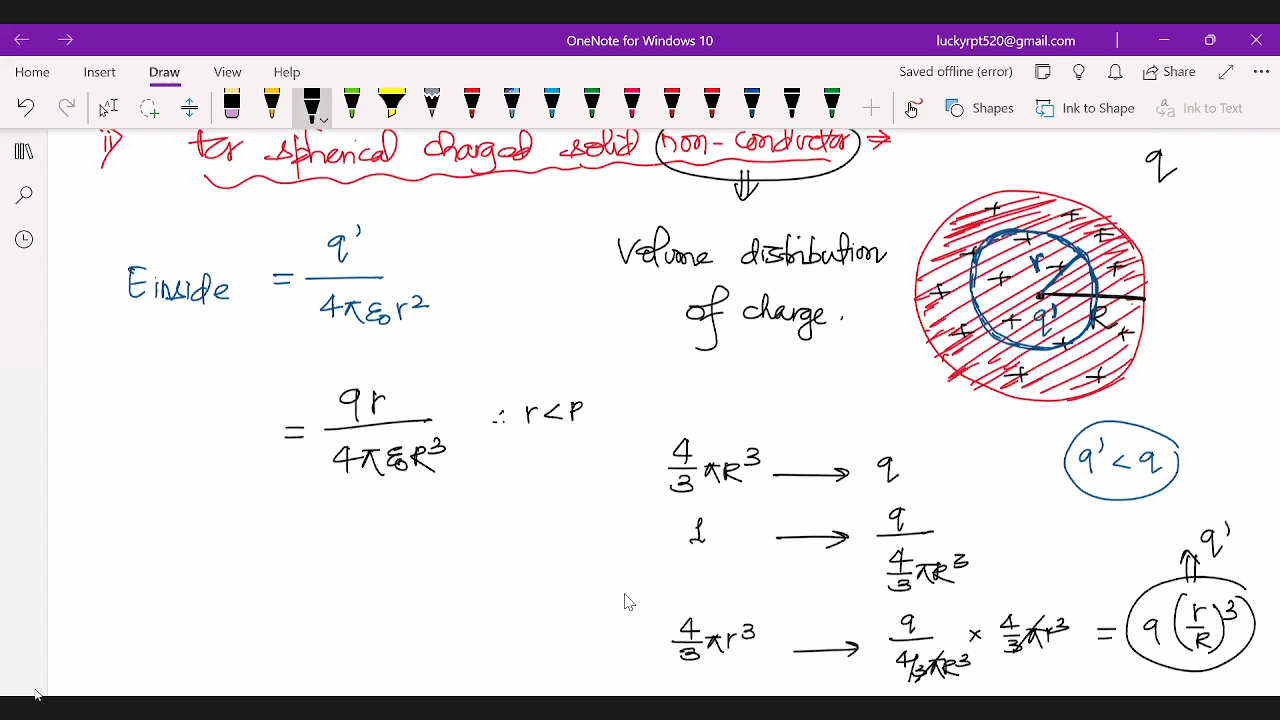 OneNote for Windows 10
luckyrpt520@gmail.com
Home Insert Draw View Help
Saved offline (error)
Share
Shapes
Ink to Shape
Ink to Text
ii) for spherical charged solid non-conductor ⇒
q
E inside = q' / 4πε₀r²
Volume distribution
of charge.
r
q'
R
= qr / 4πε₀R³ ∴ r < R
q' < q
4/3 πR³ ⟶ q
1 ⟶ q / 4/3 πR³
q'
4/3 πr³ ⟶ q / 4/3 πR³ × 4/3 πr³ = q (r/R)³